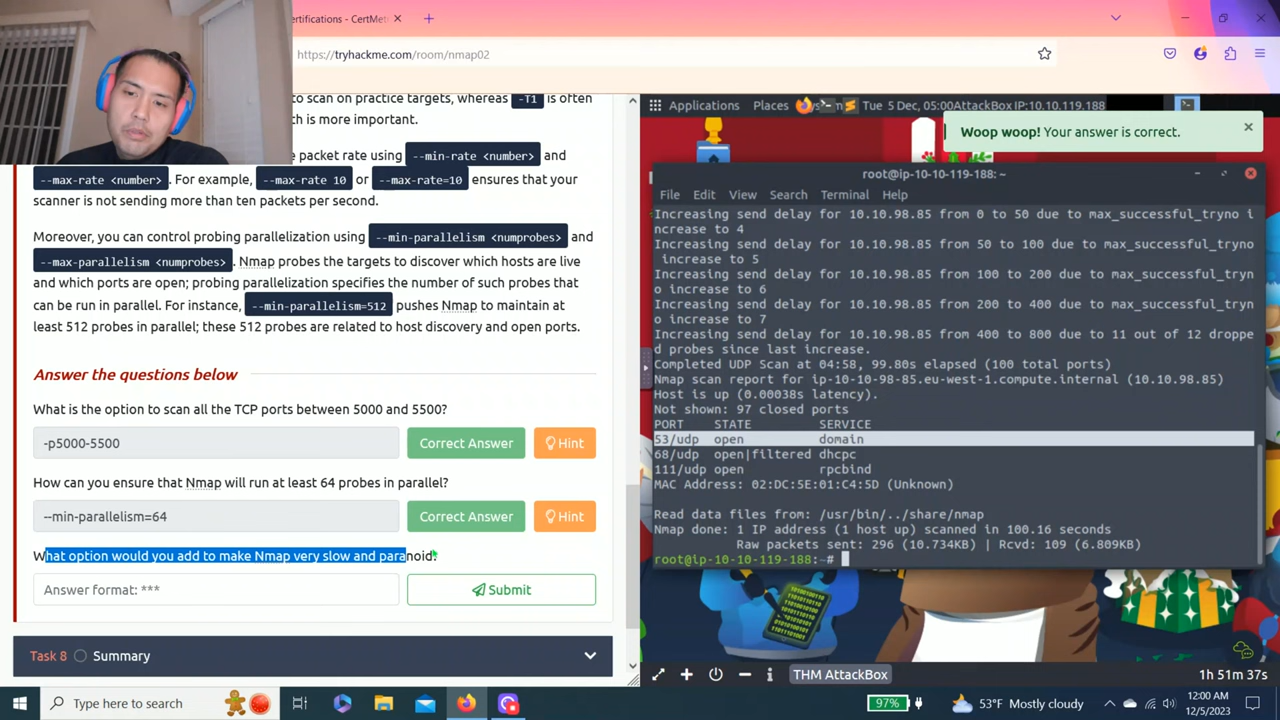 ertifications - CertMet
https://tryhackme.com/room/nmap02
to scan on practice targets, whereas -T1 is often
ch is more important.
packet rate using --min-rate <number> and
--max-rate <number>. For example, --max-rate 10 or --max-rate=10 ensures that your
scanner is not sending more than ten packets per second.
Moreover, you can control probing parallelization using --min-parallelism <numprobes> and
--max-parallelism <numprobes>. Nmap probes the targets to discover which hosts are live
and which ports are open; probing parallelization specifies the number of such probes that
can be run in parallel. For instance, --min-parallelism=512 pushes Nmap to maintain at
least 512 probes in parallel; these 512 probes are related to host discovery and open ports.
Answer the questions below
What is the option to scan all the TCP ports between 5000 and 5500?
-p5000-5500
Correct Answer
Hint
How can you ensure that Nmap will run at least 64 probes in parallel?
--min-parallelism=64
Correct Answer
Hint
What option would you add to make Nmap very slow and paranoid?
Answer format: ***
Submit
Task 8 Summary
Applications Places Tue 5 Dec, 05:00 AttackBox IP:10.10.119.188
Woop woop! Your answer is correct.
root@ip-10-10-119-188: ~
File Edit View Search Terminal Help
Increasing send delay for 10.10.98.85 from 0 to 50 due to max_successful_tryno i
ncrease to 4
Increasing send delay for 10.10.98.85 from 50 to 100 due to max_successful_tryno
 increase to 5
Increasing send delay for 10.10.98.85 from 100 to 200 due to max_successful_tryn
o increase to 6
Increasing send delay for 10.10.98.85 from 200 to 400 due to max_successful_tryn
o increase to 7
Increasing send delay for 10.10.98.85 from 400 to 800 due to 11 out of 12 droppe
d probes since last increase.
Completed UDP Scan at 04:58, 99.80s elapsed (100 total ports)
Nmap scan report for ip-10-10-98-85.eu-west-1.compute.internal (10.10.98.85)
Host is up (0.00038s latency).
Not shown: 97 closed ports
PORT STATE SERVICE
53/udp open domain
68/udp open|filtered dhcpc
111/udp open rpcbind
MAC Address: 02:DC:5E:01:C4:5D (Unknown)
Read data files from: /usr/bin/../share/nmap
Nmap done: 1 IP address (1 host up) scanned in 100.16 seconds
Raw packets sent: 296 (10.734KB) | Rcvd: 109 (6.809KB)
root@ip-10-10-119-188:~#
THM AttackBox
1h 51m 37s
Type here to search
97%
53°F Mostly cloudy
12:00 AM
12/5/2023